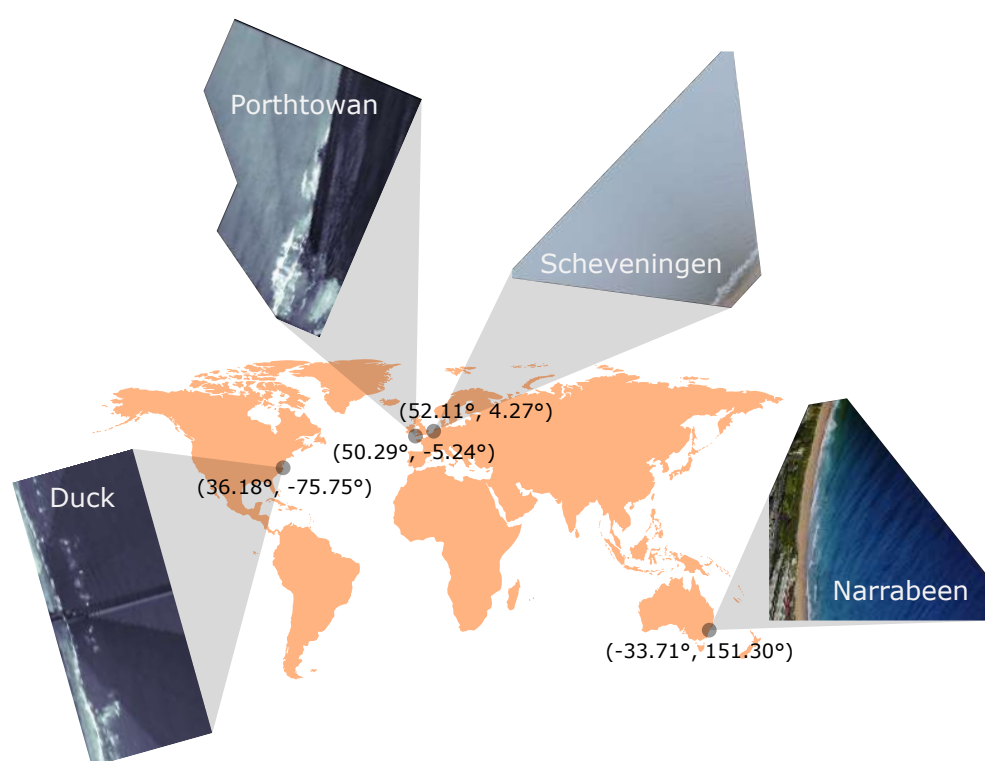 Porthtowan
Scheveningen
(52.11°, 4.27°)
(50.29°, -5.24°)
Duck
(36.18°, -75.75°)
Narrabeen
(-33.71°, 151.30°)